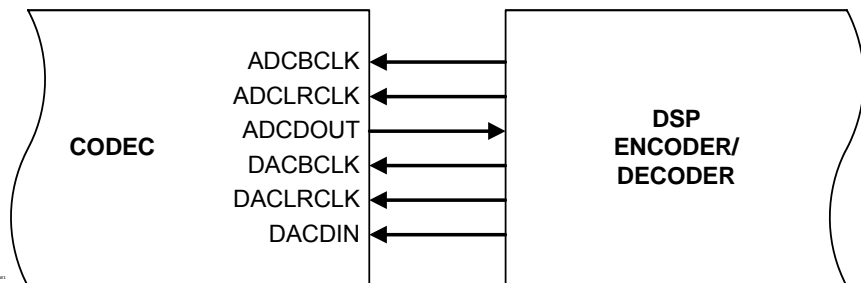 ADCBCLK
ADCLRCLK
ADCDOUT
DACBCLK
DACLRCLK
DACDIN
CODEC
DSP
ENCODER/
DECODER